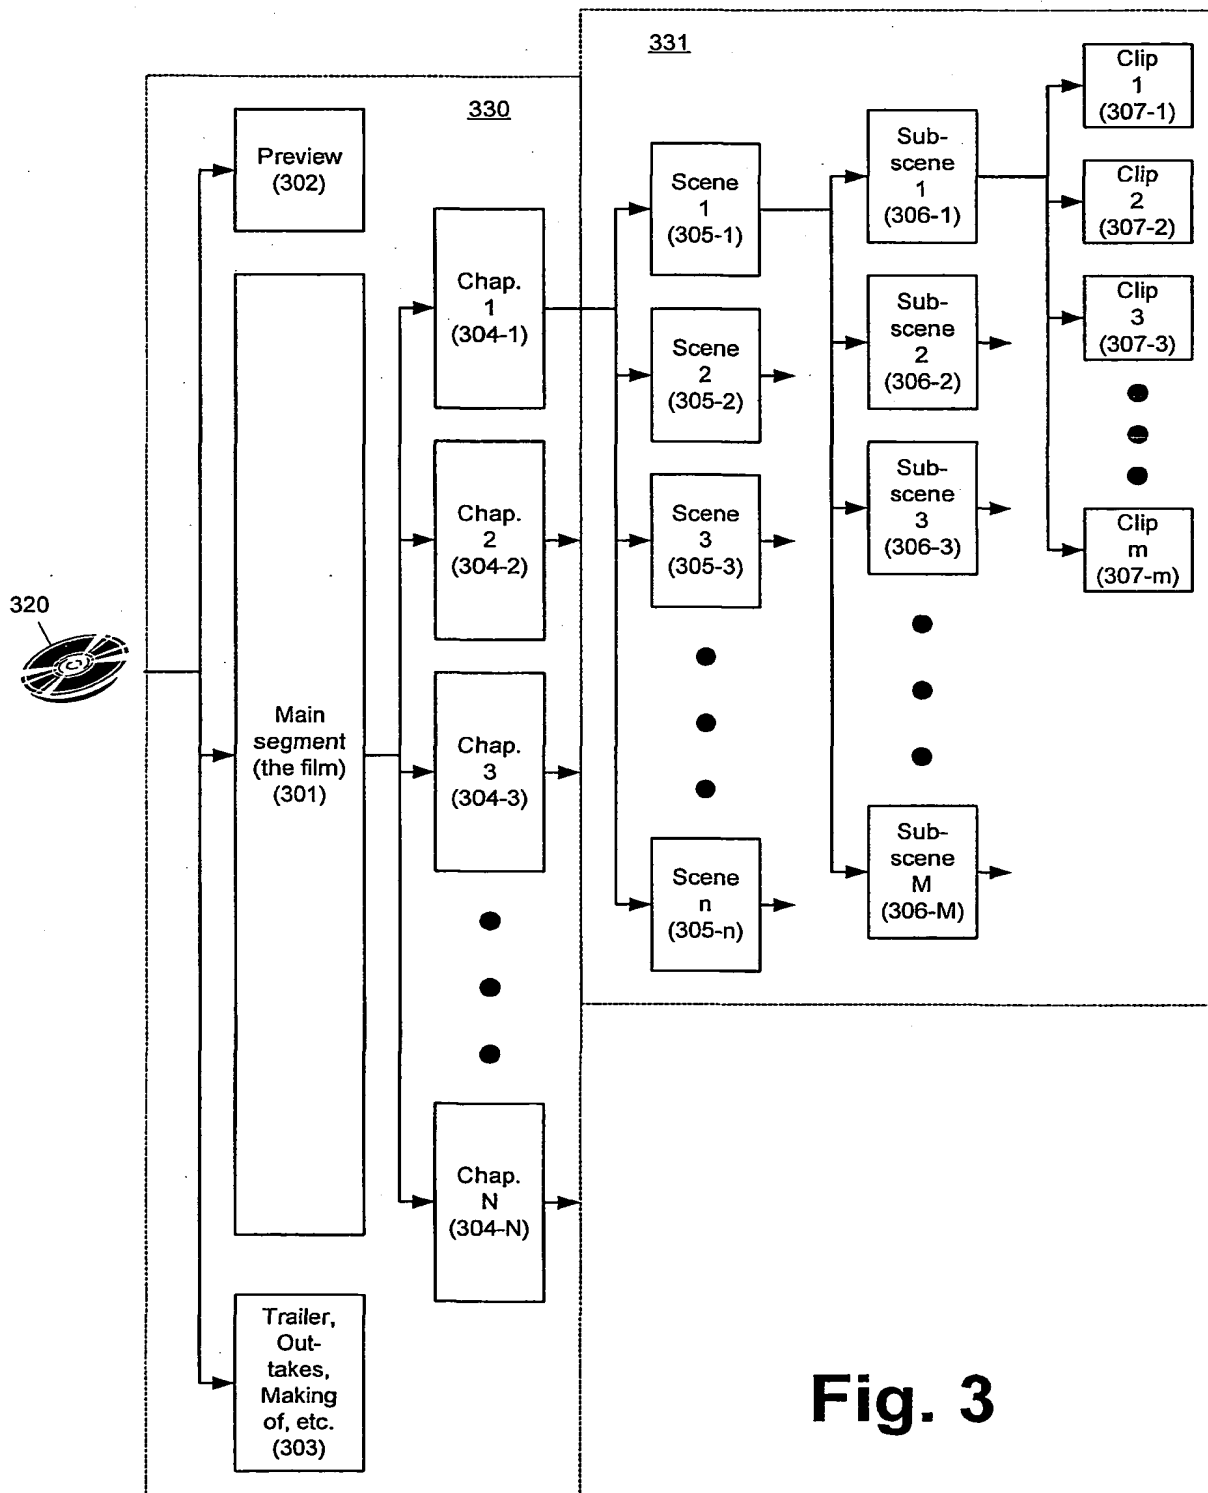 331
330
320
Preview
(302)
Main
segment
(the film)
(301)
Trailer,
Out-
takes,
Making
of, etc.
(303)
Chap.
1
(304-1)
Chap.
2
(304-2)
Chap.
3
(304-3)
Chap.
N
(304-N)
Scene
1
(305-1)
Scene
2
(305-2)
Scene
3
(305-3)
Scene
n
(305-n)
Sub-
scene
1
(306-1)
Sub-
scene
2
(306-2)
Sub-
scene
3
(306-3)
Sub-
scene
M
(306-M)
Clip
1
(307-1)
Clip
2
(307-2)
Clip
3
(307-3)
Clip
m
(307-m)
Fig. 3